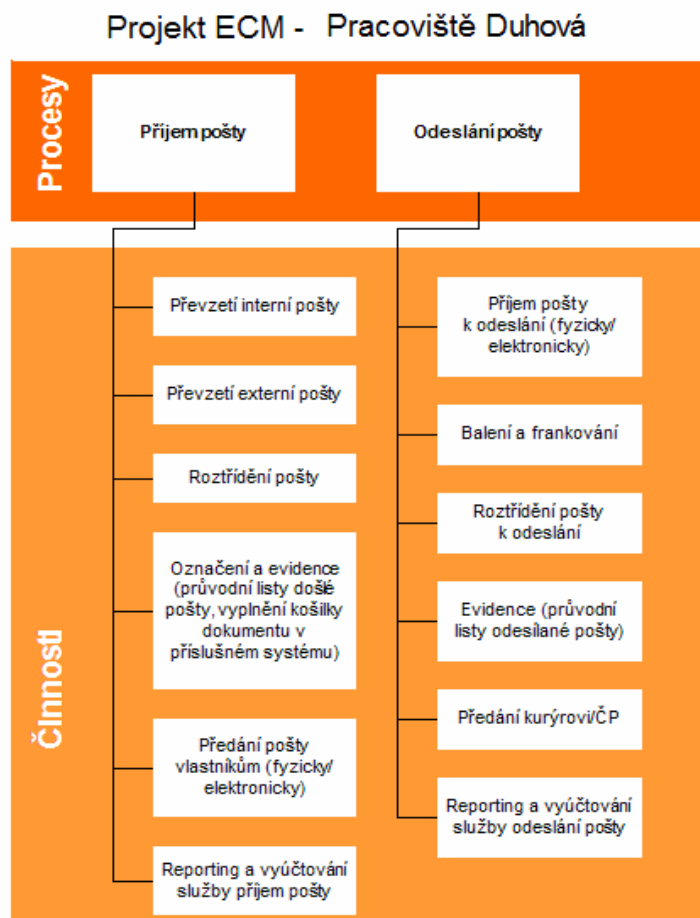 Projekt ECM - Pracoviště Duhová
Procesy
Příjem pošty
Odeslání pošty
Činnosti
Převzetí interní pošty
Převzetí externí pošty
Roztřídění pošty
Označení a evidence
(průvodní listy došlé
pošty, vyplnění košilky
dokumentu v
příslušném systému)
Předání pošty
vlastníkům (fyzicky/
elektronicky)
Reporting a vyúčtování
služby příjem pošty
Příjem pošty
k odeslání (fyzicky/
elektronicky)
Balení a frankování
Roztřídění pošty
k odeslání
Evidence (průvodní
listy odesílané pošty)
Předání kurýrovi/ČP
Reporting a vyúčtování
služby odeslání pošty